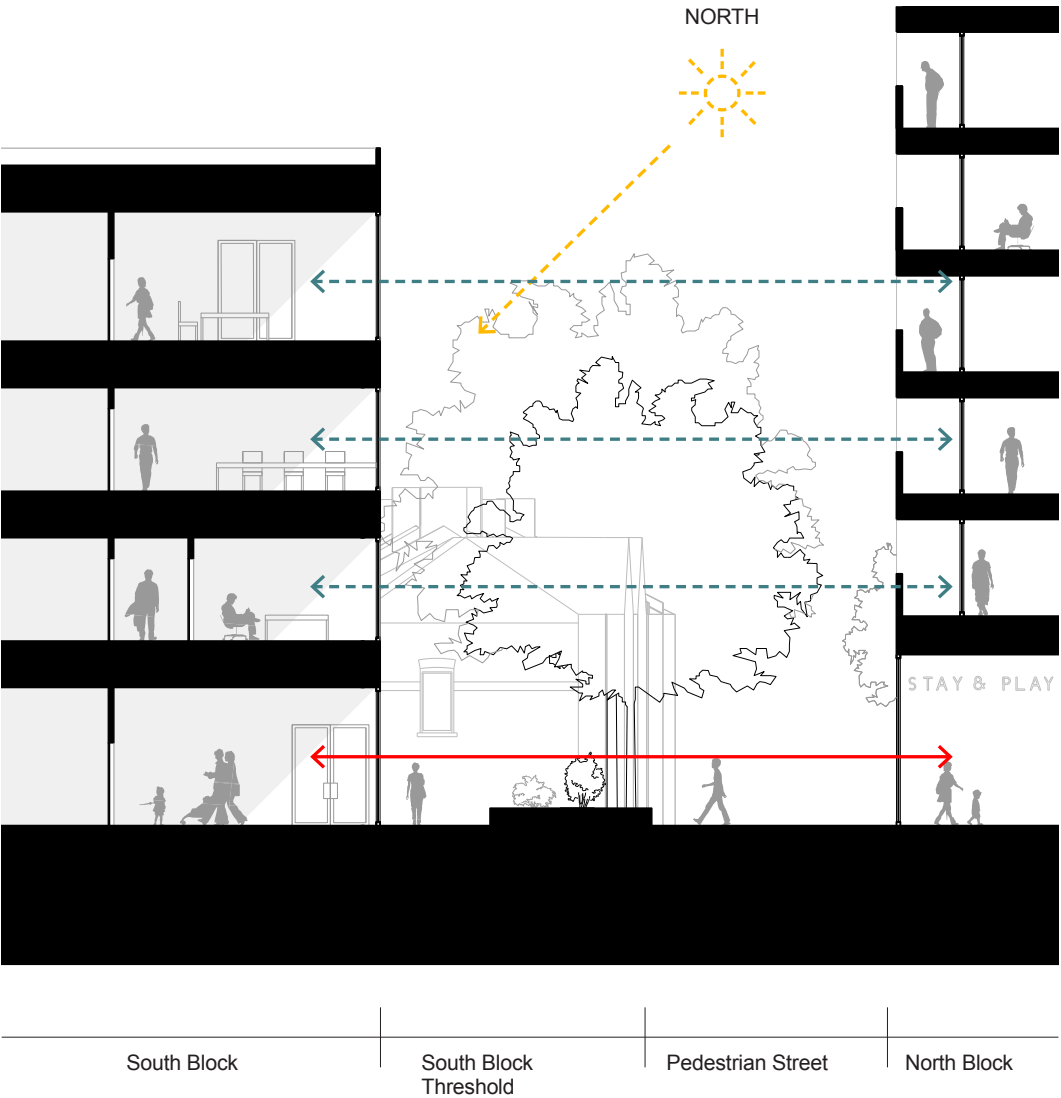 NORTH
STAY & PLAY
South Block
South Block
Threshold
Pedestrian Street
North Block